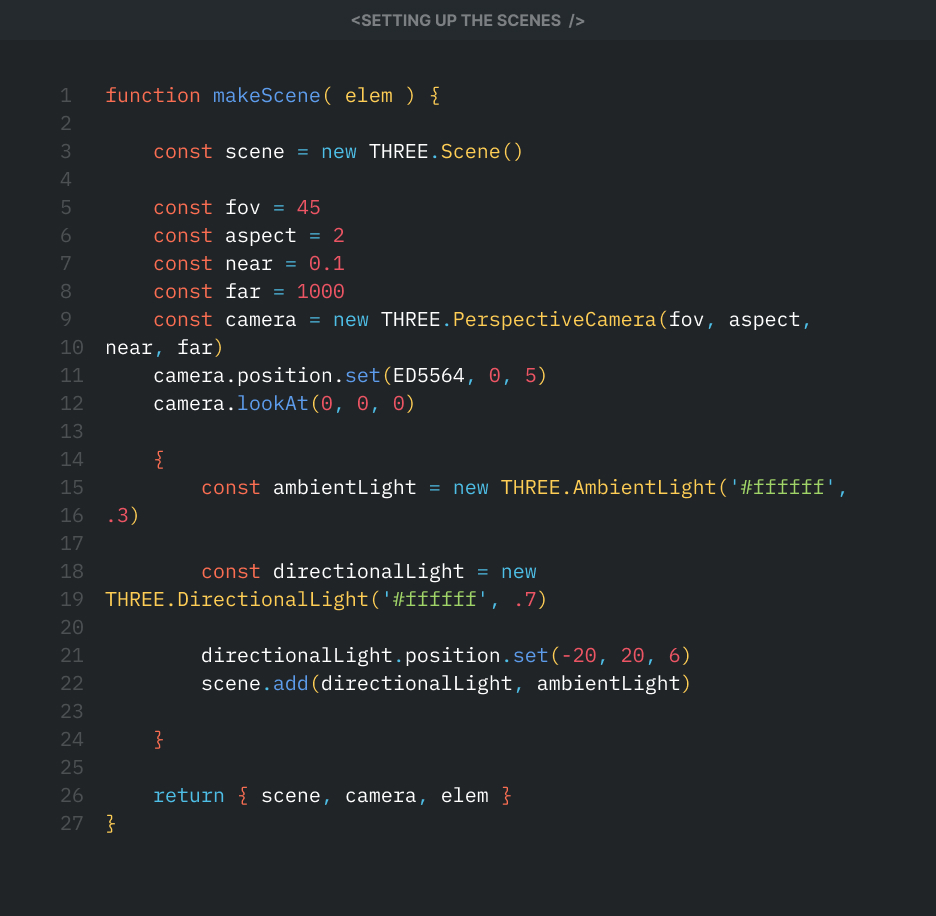 <SETTING UP THE SCENES />
1 function makeScene( elem ) {
2
3     const scene = new THREE.Scene()
4
5     const fov = 45
6     const aspect = 2
7     const near = 0.1
8     const far = 1000
9     const camera = new THREE.PerspectiveCamera(fov, aspect,
10 near, far)
11     camera.position.set(ED5564, 0, 5)
12     camera.lookAt(0, 0, 0)
13
14     {
15         const ambientLight = new THREE.AmbientLight('#ffffff',
16 .3)
17
18         const directionalLight = new
19 THREE.DirectionalLight('#ffffff', .7)
20
21         directionalLight.position.set(-20, 20, 6)
22         scene.add(directionalLight, ambientLight)
23
24     }
25
26     return { scene, camera, elem }
27 }